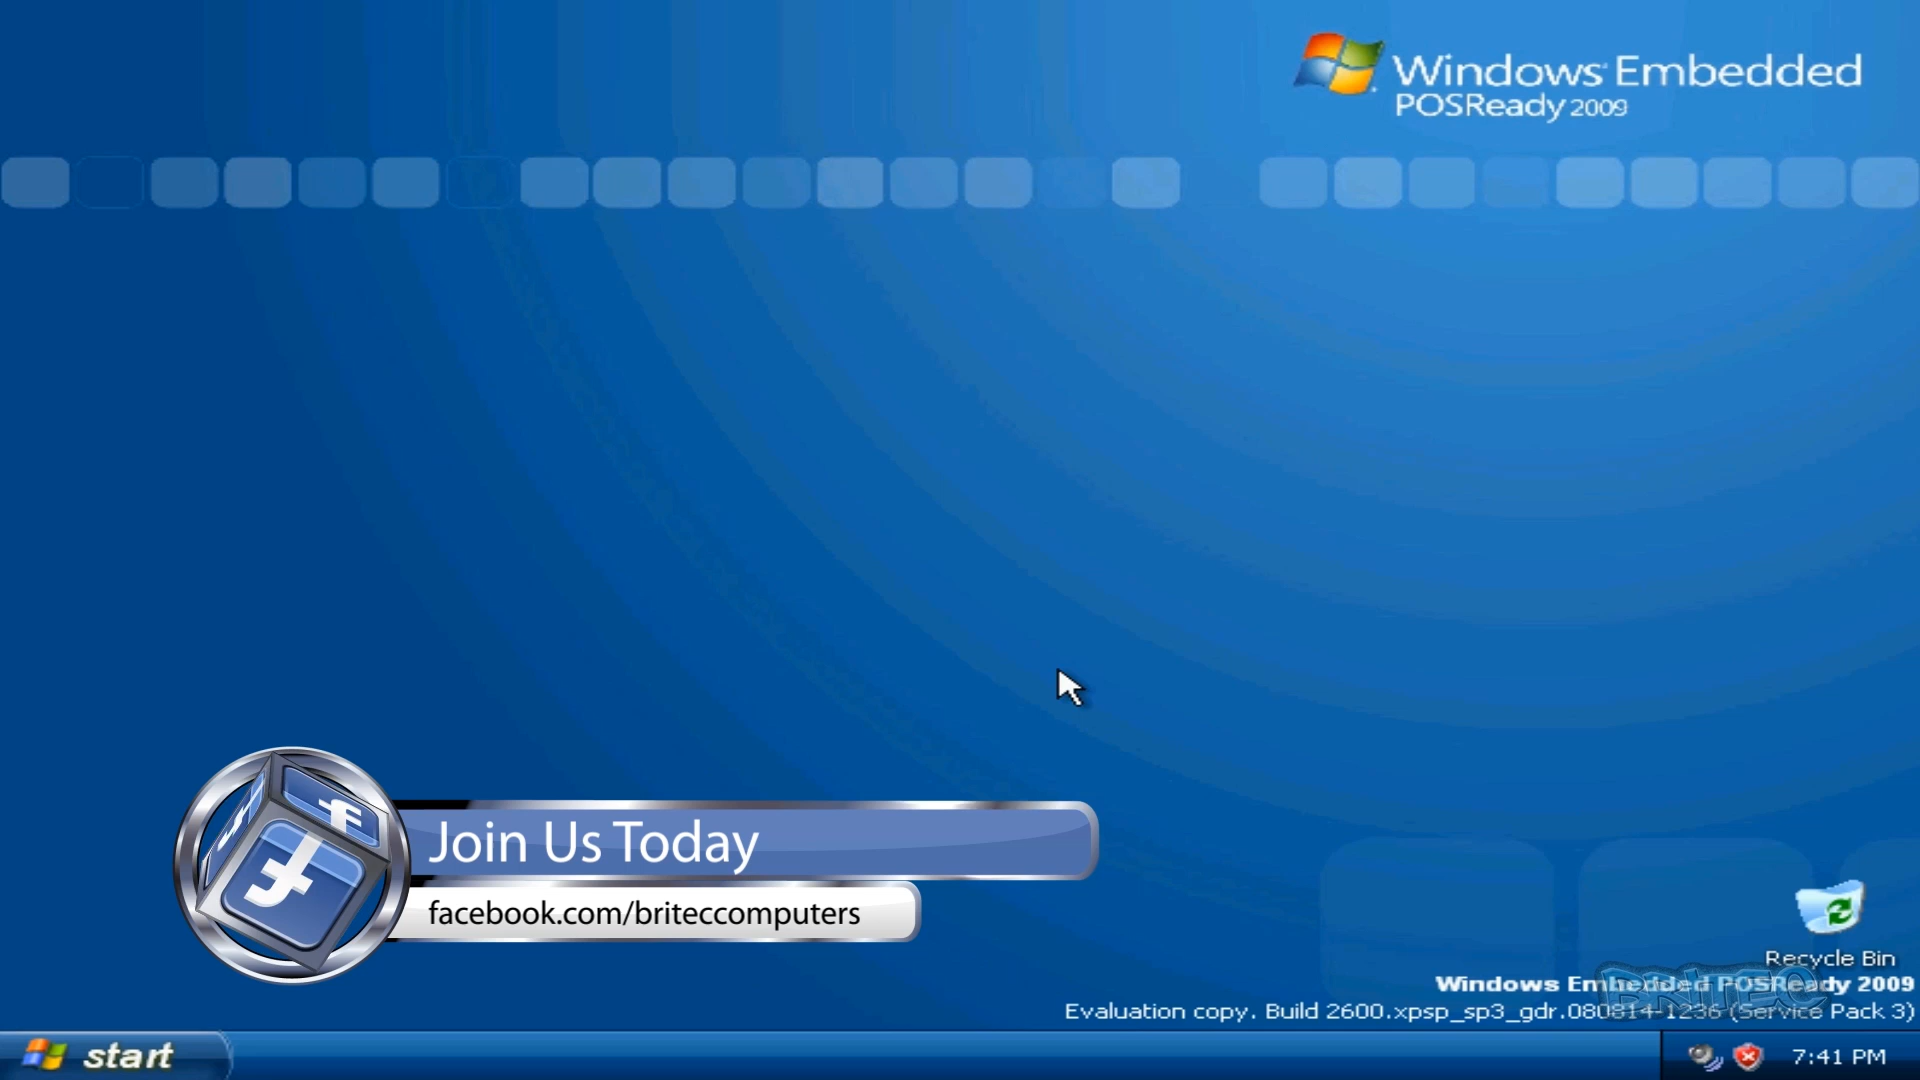 Windows Embedded
POSReady 2009
Join Us Today
facebook.com/briteccomputers
Recycle Bin
Windows Embedded POSReady 2009
BRITEC
Evaluation copy. Build 2600.xpsp_sp3_gdr.080814-1236 (Service Pack 3)
start
7:41 PM